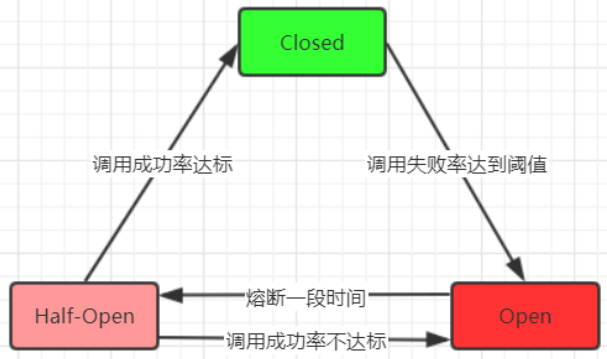 Closed
调用成功率达标
调用失败率达到阈值
熔断一段时间
Half-Open
Open
调用成功率不达标